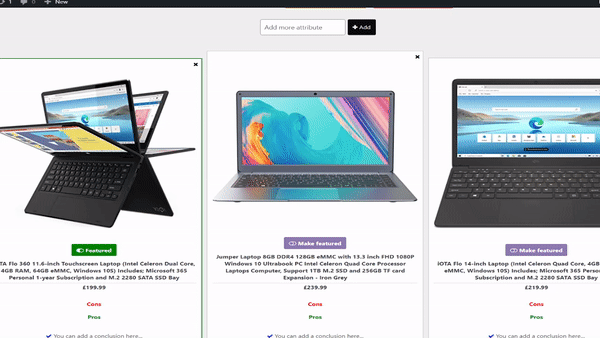 1
0
New
Add more attribute
Add
Featured
OTA Flo 360 11.6-inch Touchscreen Laptop (Intel Celeron Dual Core,
4GB RAM, 64GB eMMC, Windows 10S) Includes; Microsoft 365
Personal 1-year Subscription and M.2 2280 SATA SSD Bay
£199.99
Cons
Pros
You can add a conclusion here...
Make featured
Jumper Laptop 8GB DDR4 128GB eMMC with 13.3 inch FHD 1080P
Windows 10 Ultrabook PC Intel Celeron Quad Core Processor
Laptops Computer, Support 1TB M.2 SSD and 256GB TF card
Expansion - Iron Grey
£239.99
Cons
Pros
You can add a conclusion here...
Make featured
iOTA Flo 14-inch Laptop (Intel Celeron Quad Core, 4GB
eMMC, Windows 10S) Includes; Microsoft 365 Pers
Subscription and M.2 2280 SATA SSD Bay
£219.99
Cons
Pros
You can add a conclusion here...